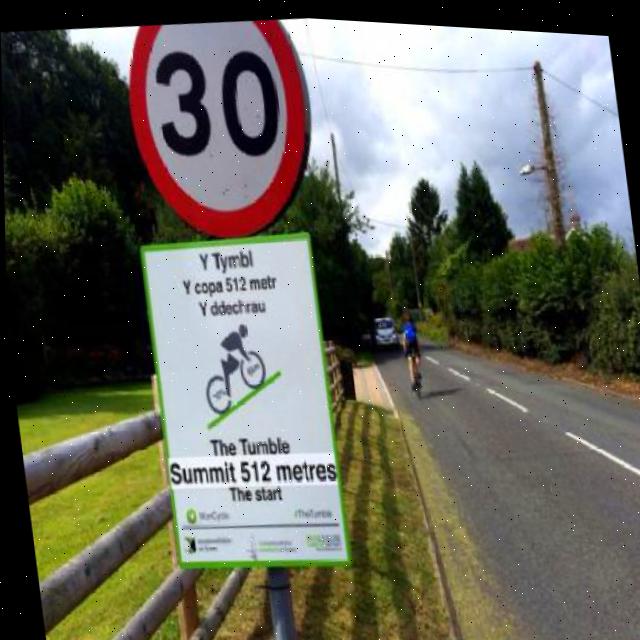 30
Y Tymbl
Y copa 512 metr
Y ddechrau
The Tumble
Summit 512 metres
The start
#TheTumble